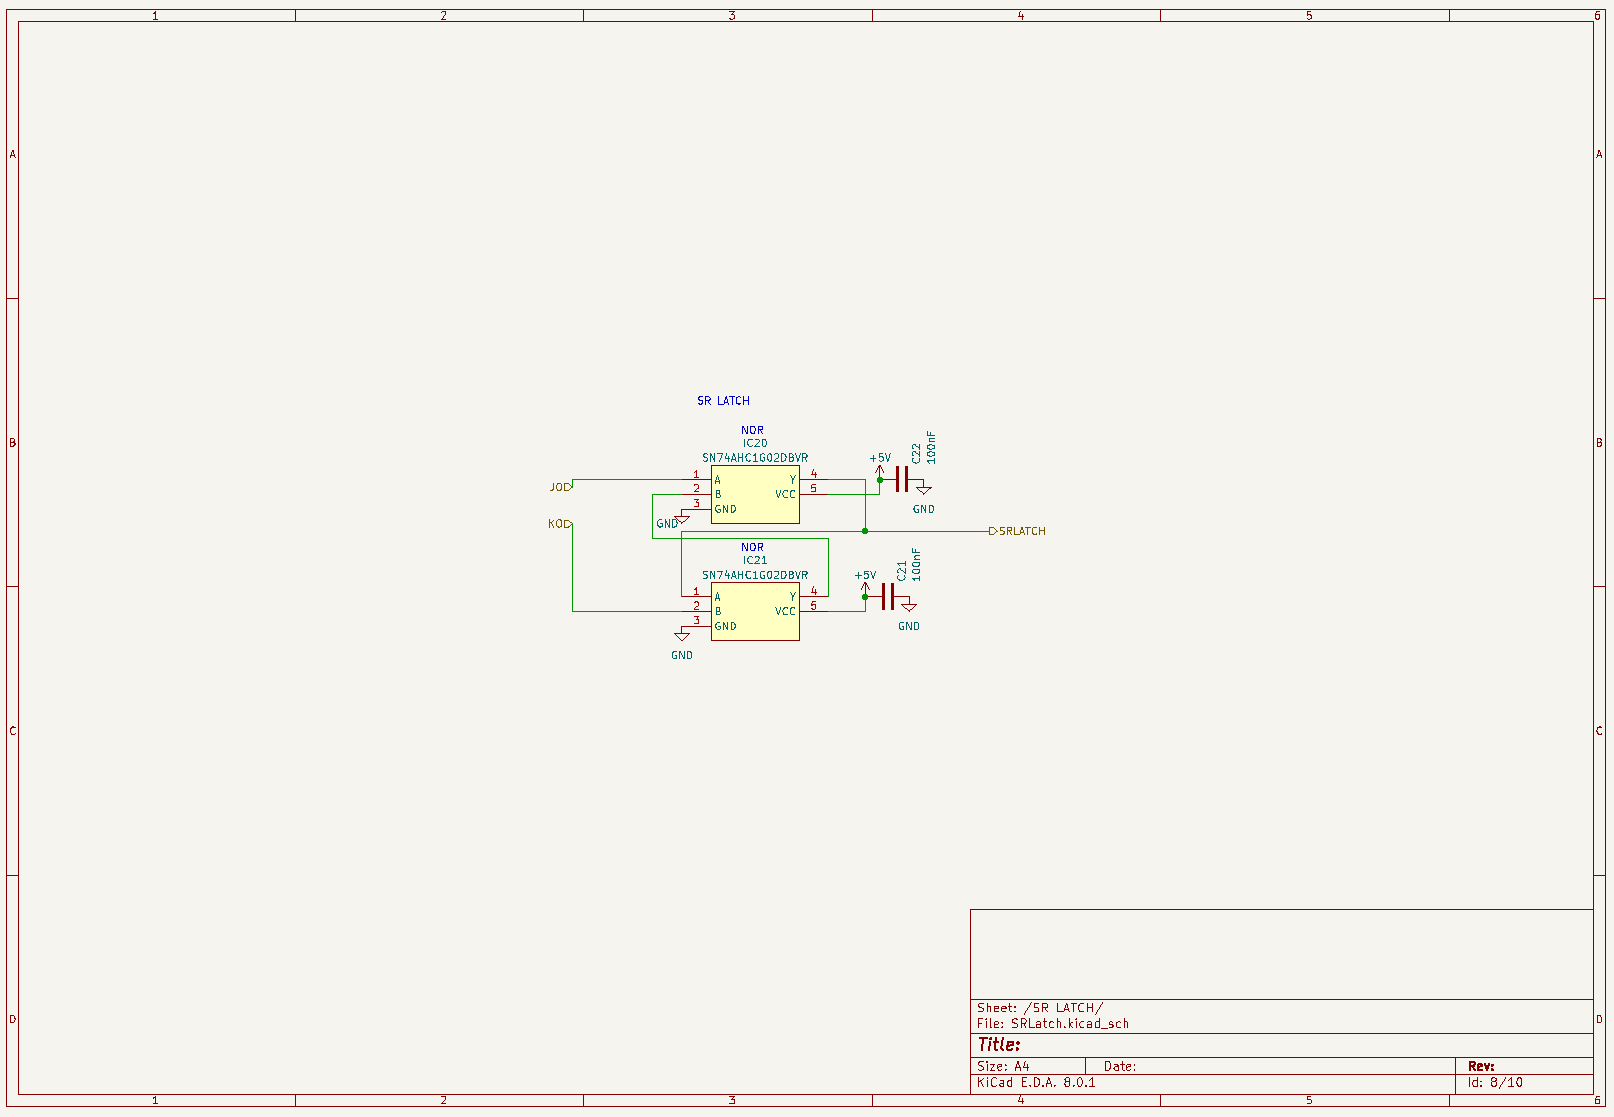 1 2 3 4 5 6
A A
SR LATCH
B B
NOR
IC20
SN74AHC1G02DBVR
+5V
C22
100nF
JO
1 A Y 4
2 B VCC 5
3 GND
GND
GND
KO
SRLATCH
NOR
IC21
SN74AHC1G02DBVR
+5V
C21
100nF
1 A Y 4
2 B VCC 5
3 GND
GND
GND
C C
D D
Sheet: /SR LATCH/
File: SRLatch.kicad_sch
Title:
Size: A4 Date: Rev:
KiCad E.D.A. 8.0.1 Id: 8/10
1 2 3 4 5 6